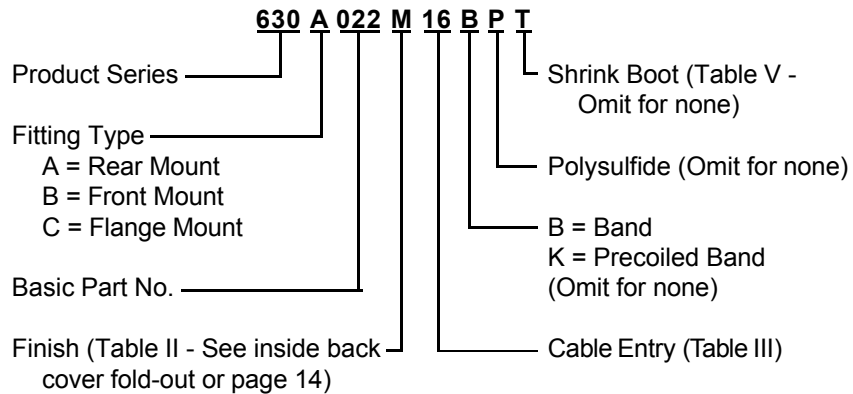 630 A 022 M 16 B P T
Product Series
Fitting Type
A = Rear Mount
B = Front Mount
C = Flange Mount
Basic Part No.
Finish (Table II - See inside back
cover fold-out or page 14)
Shrink Boot (Table V -
Omit for none)
Polysulfide (Omit for none)
B = Band
K = Precoiled Band
(Omit for none)
Cable Entry (Table III)